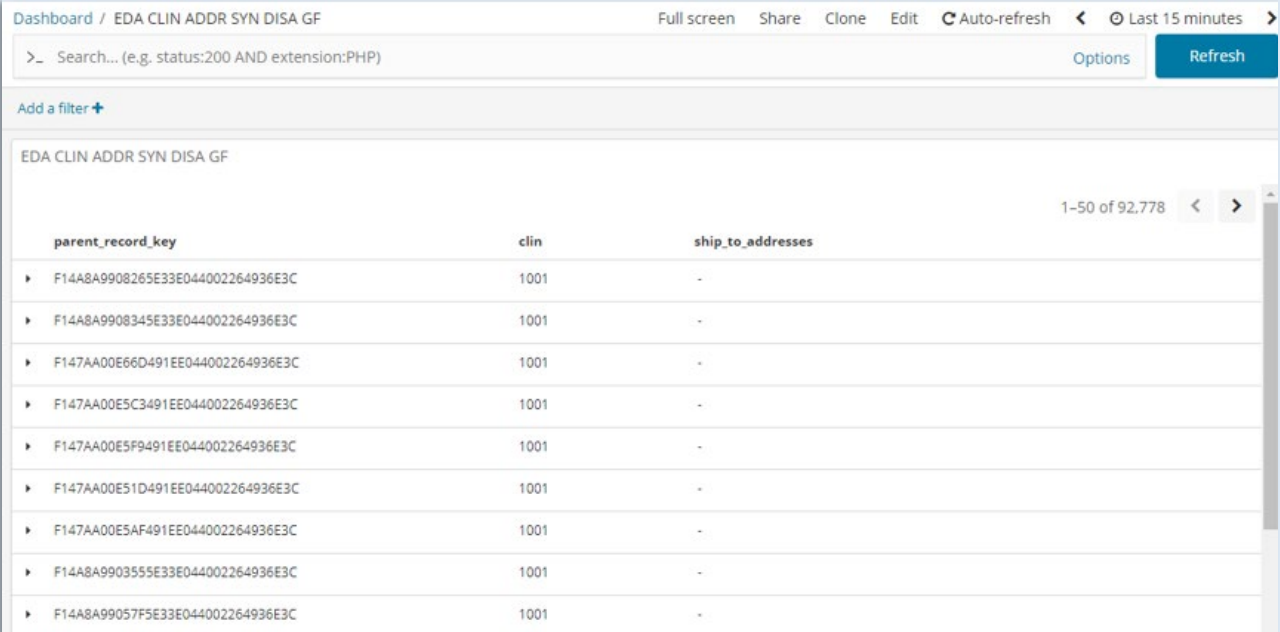 Dashboard / EDA CLIN ADDR SYN DISA GF Full screen Share Clone Edit Auto-refresh Last 15 minutes
>_ Search... (e.g. status:200 AND extension:PHP) Options Refresh
Add a filter +
EDA CLIN ADDR SYN DISA GF
1–50 of 92,778
parent_record_key clin ship_to_addresses
F14A8A9908265E33E044002264936E3C 1001 -
F14A8A9908345E33E044002264936E3C 1001 -
F147AA00E66D491EE044002264936E3C 1001 -
F147AA00E5C3491EE044002264936E3C 1001 -
F147AA00E5F9491EE044002264936E3C 1001 -
F147AA00E51D491EE044002264936E3C 1001 -
F147AA00E5AF491EE044002264936E3C 1001 -
F14A8A9903555E33E044002264936E3C 1001 -
F14A8A99057F5E33E044002264936E3C 1001 -